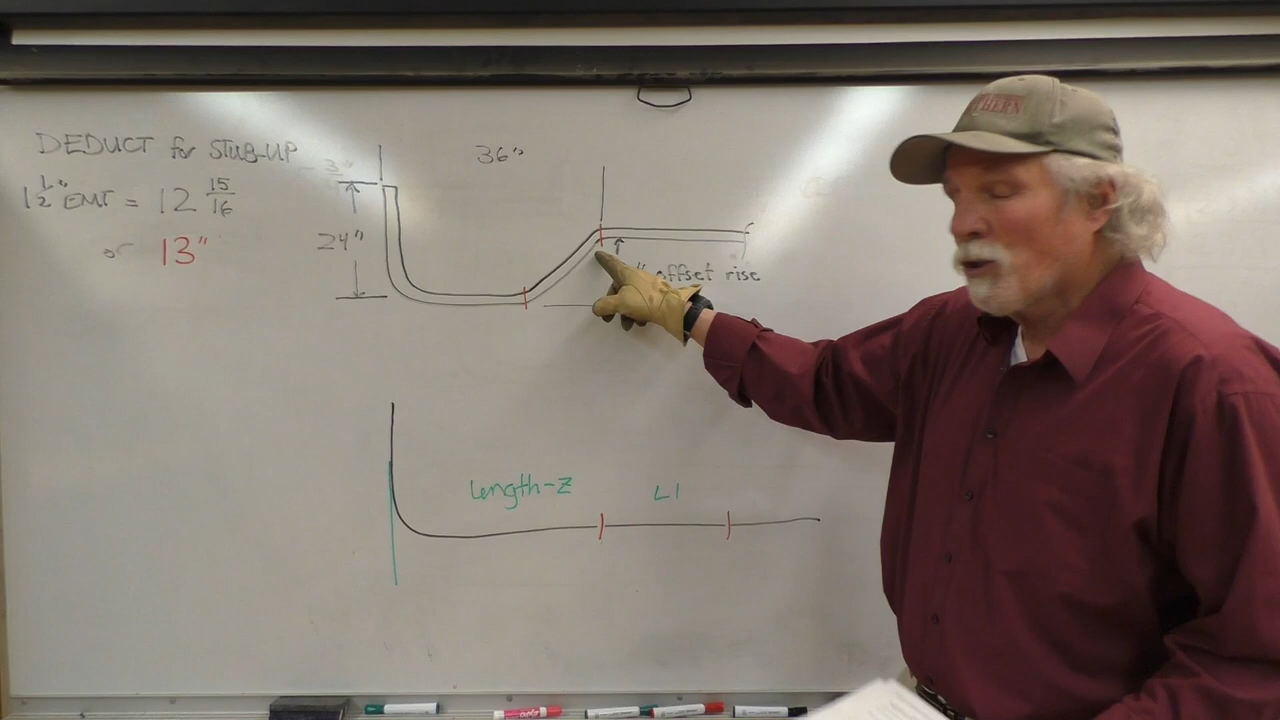 DEDUCT for STUB-UP
1 1/2" EMT = 12 15/16
or 13"
3"
36"
24"
" offset rise
Length-Z
L1